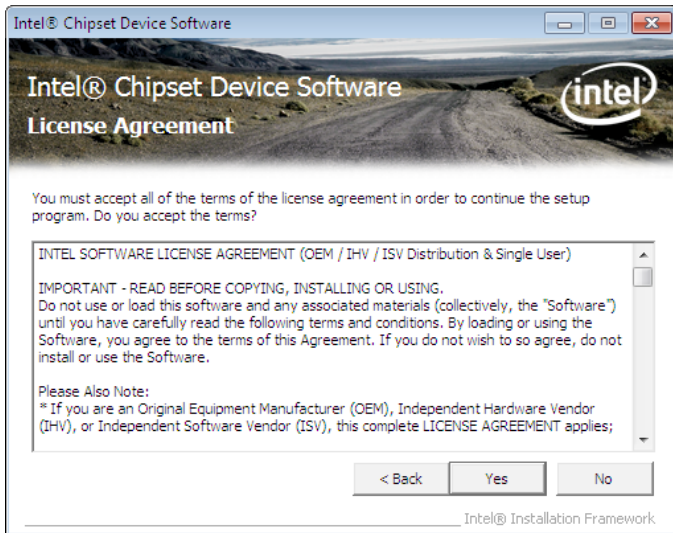 Intel® Chipset Device Software
Intel® Chipset Device Software
intel
License Agreement
You must accept all of the terms of the license agreement in order to continue the setup
program. Do you accept the terms?
INTEL SOFTWARE LICENSE AGREEMENT (OEM / IHV / ISV Distribution & Single User)
IMPORTANT - READ BEFORE COPYING, INSTALLING OR USING.
Do not use or load this software and any associated materials (collectively, the "Software")
until you have carefully read the following terms and conditions. By loading or using the
Software, you agree to the terms of this Agreement. If you do not wish to so agree, do not
install or use the Software.
Please Also Note:
* If you are an Original Equipment Manufacturer (OEM), Independent Hardware Vendor
(IHV), or Independent Software Vendor (ISV), this complete LICENSE AGREEMENT applies;
< Back Yes No
Intel® Installation Framework